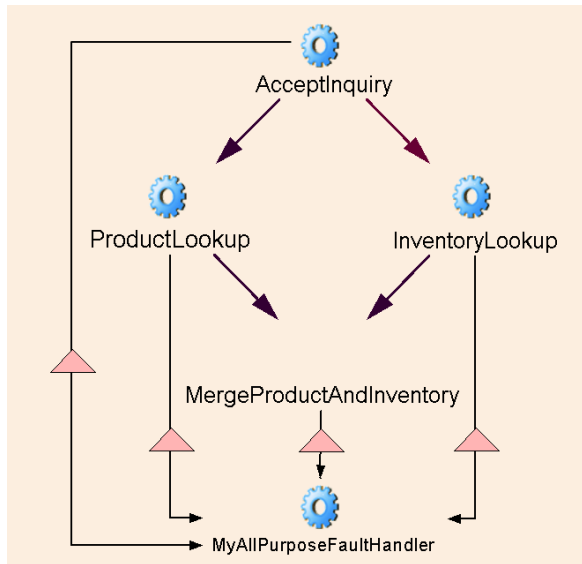 AcceptInquiry
ProductLookup
InventoryLookup
MergeProductAndInventory
MyAllPurposeFaultHandler